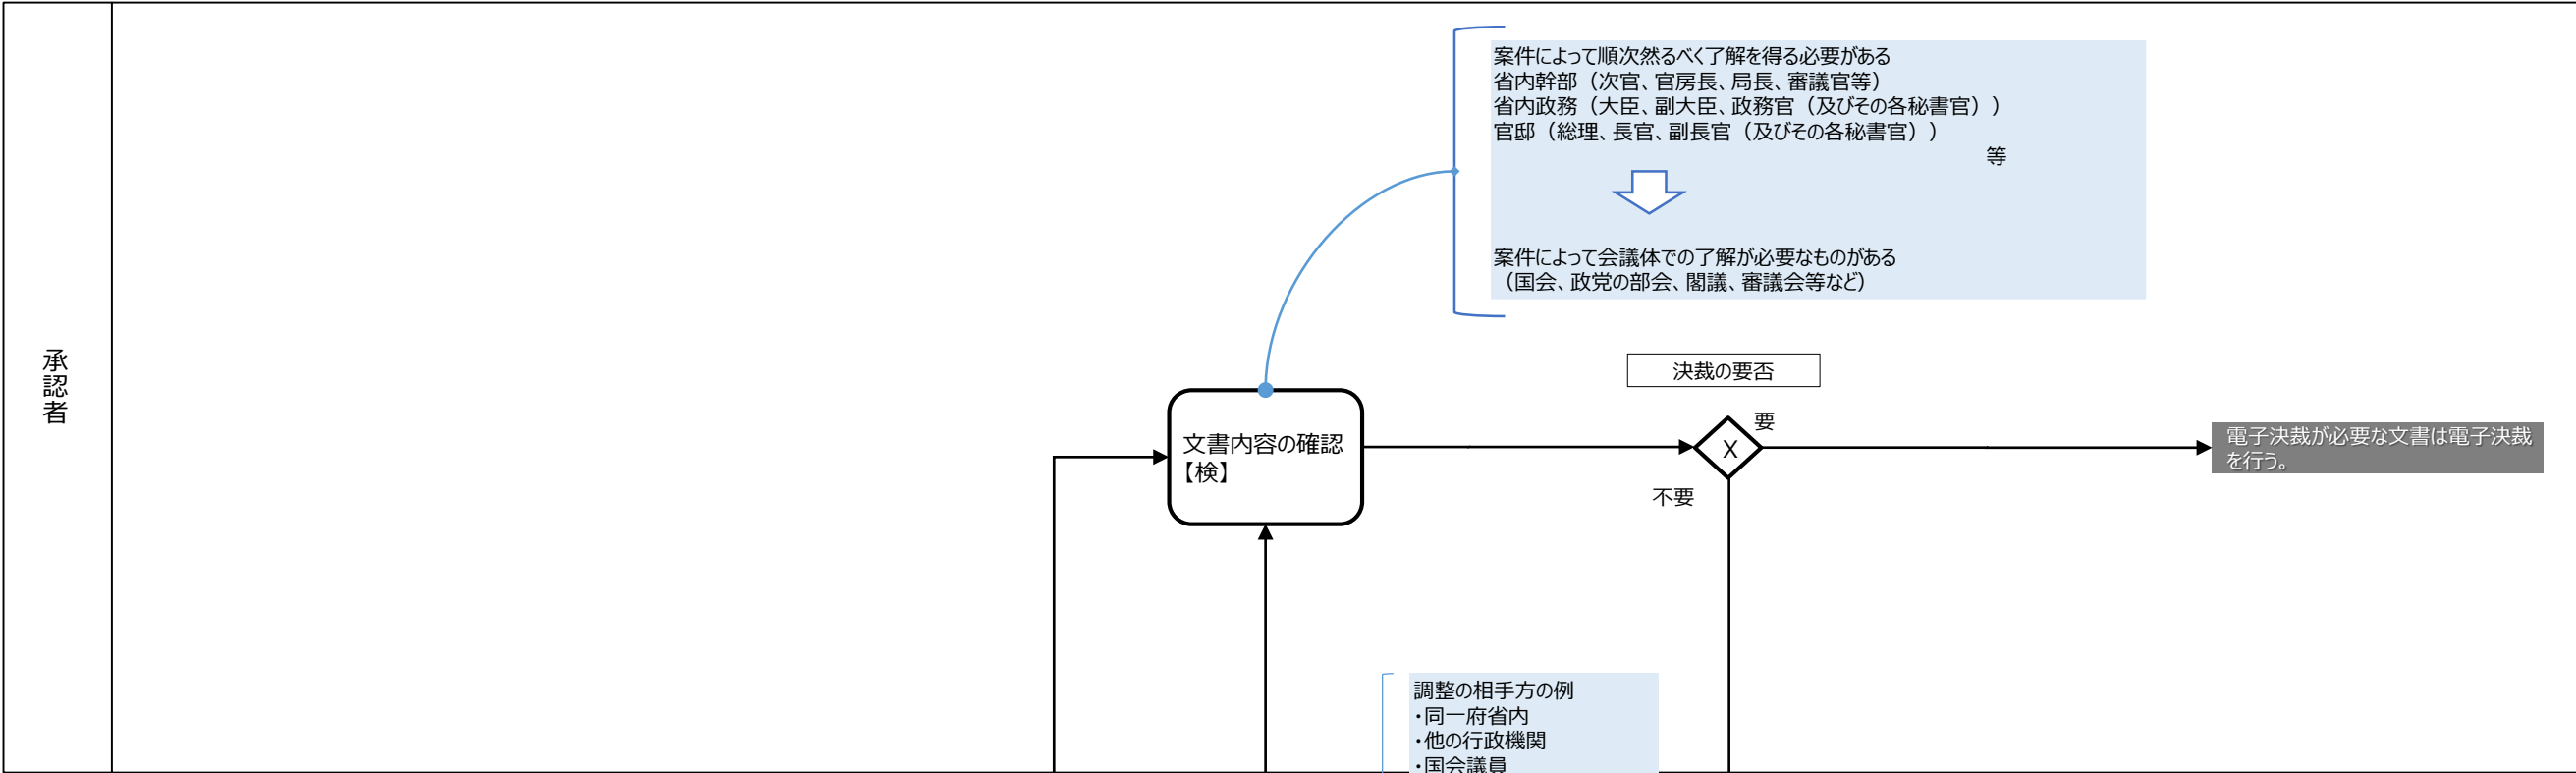 案件によって順次然るべく了解を得る必要がある
省内幹部（次官、官房長、局長、審議官等）
省内政務（大臣、副大臣、政務官（及びその各秘書官））
官邸（総理、長官、副長官（及びその各秘書官））
等
案件によって会議体での了解が必要なものがある
（国会、政党の部会、閣議、審議会等など）
承認者
決裁の要否
文書内容の確認
【検】
X
要
不要
電子決裁が必要な文書は電子決裁
を行う。
調整の相手方の例
・同一府省内
・他の行政機関
・国会議員